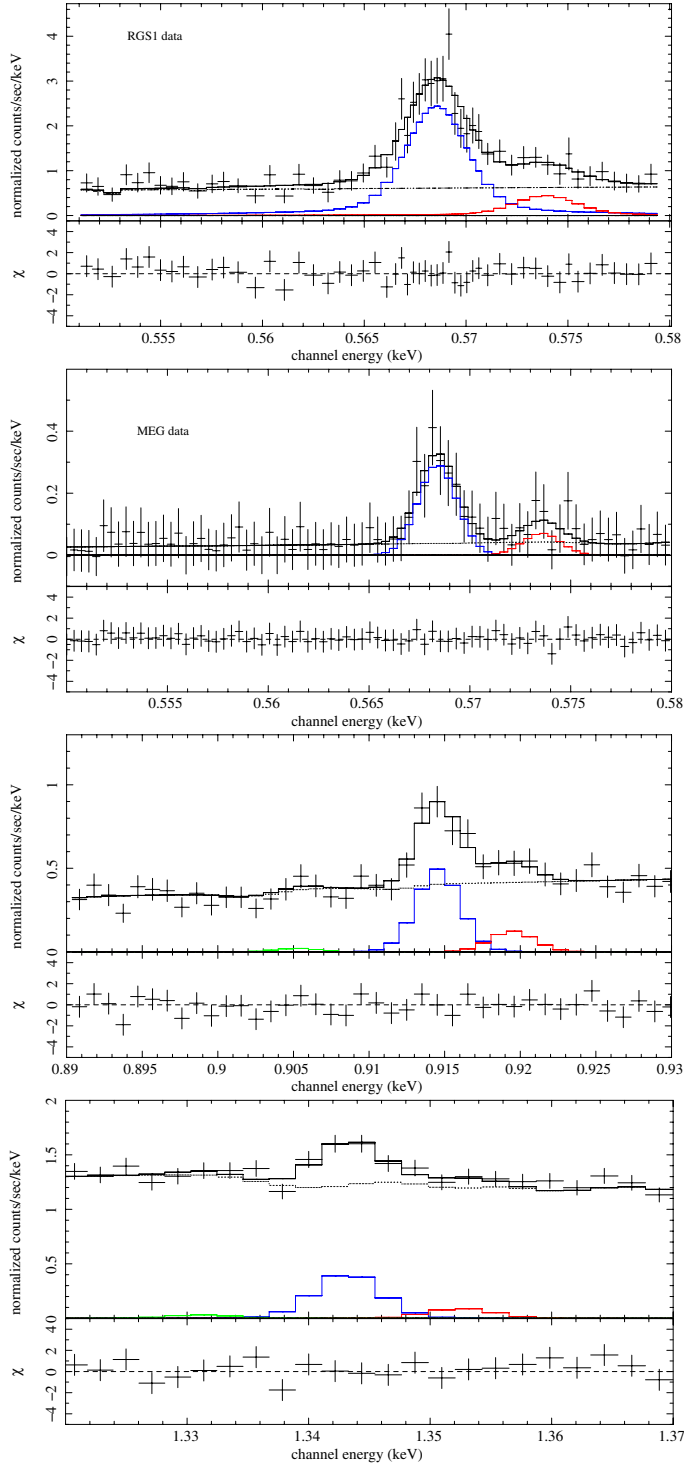 RGS1 data
normalized counts/sec/keV
0 1 2 3 4
χ
−4 −2 0 2 4
0.555 0.56 0.565 0.57 0.575 0.58
channel energy (keV)
MEG data
normalized counts/sec/keV
0 0.2 0.4
χ
−4 −2 0 2 4
0.555 0.56 0.565 0.57 0.575 0.58
channel energy (keV)
normalized counts/sec/keV
0 0.5 1
χ
−4 −2 0 2 4
0.89 0.895 0.9 0.905 0.91 0.915 0.92 0.925 0.93
channel energy (keV)
normalized counts/sec/keV
0 0.5 1 1.5 2
χ
−4 −2 0 2 4
1.33 1.34 1.35 1.36 1.37
channel energy (keV)